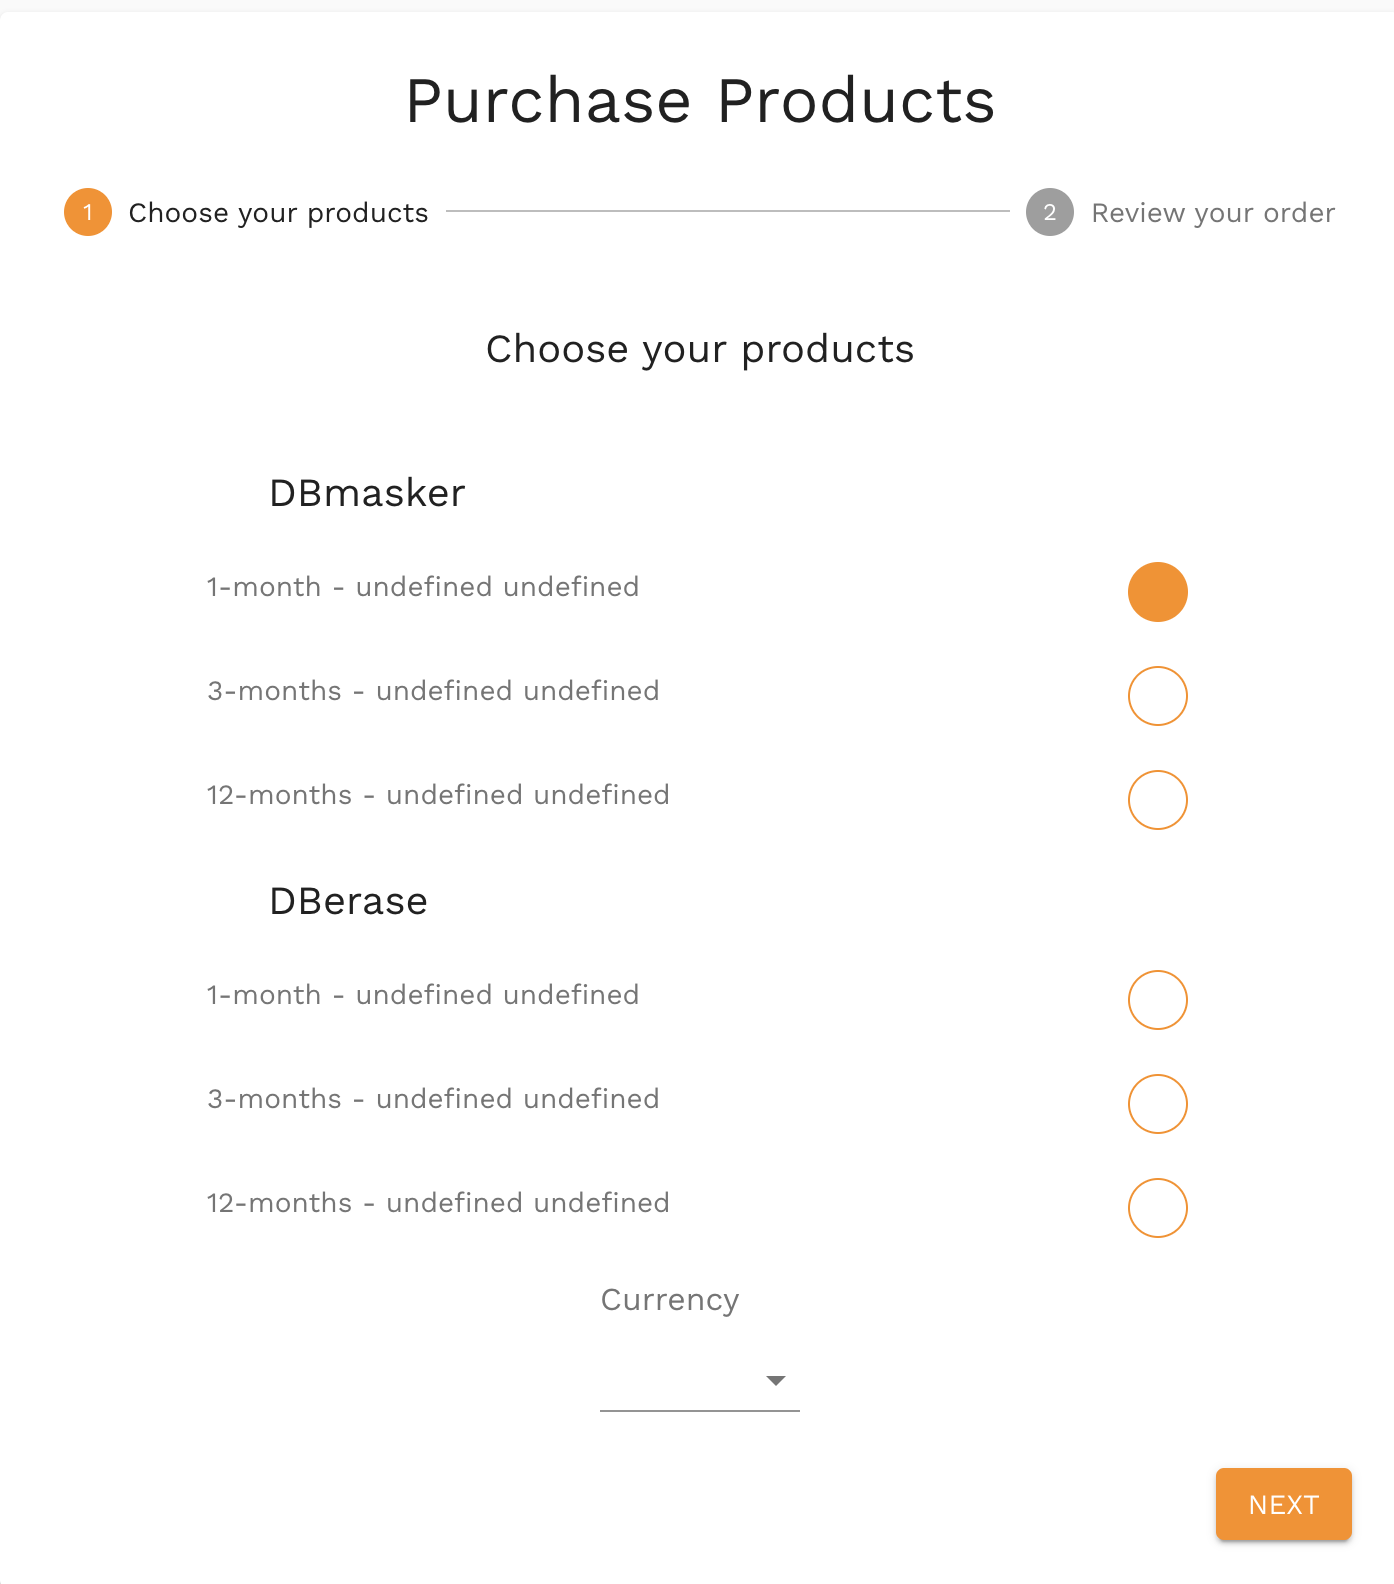 Purchase Products
1 Choose your products
2 Review your order
Choose your products
DBmasker
1-month - undefined undefined
3-months - undefined undefined
12-months - undefined undefined
DBerase
1-month - undefined undefined
3-months - undefined undefined
12-months - undefined undefined
Currency
NEXT